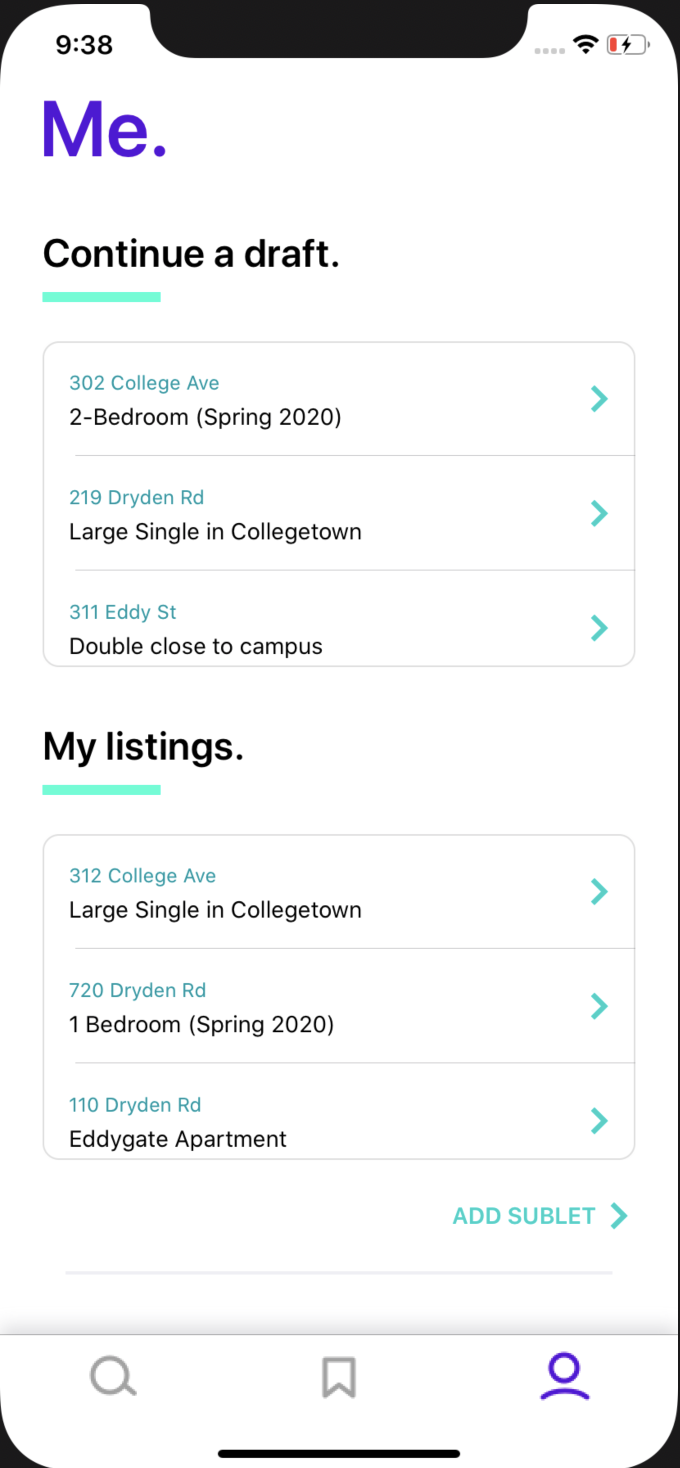 9:38
Me.
Continue a draft.
302 College Ave
2-Bedroom (Spring 2020)
219 Dryden Rd
Large Single in Collegetown
311 Eddy St
Double close to campus
My listings.
312 College Ave
Large Single in Collegetown
720 Dryden Rd
1 Bedroom (Spring 2020)
110 Dryden Rd
Eddygate Apartment
ADD SUBLET